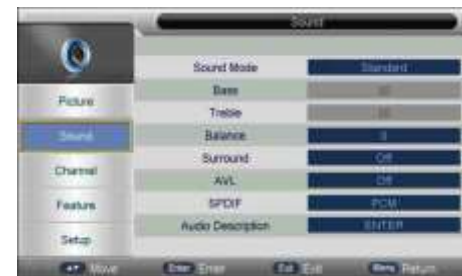 Sound
Sound Mode Standard
Bass
Treble
Balance 0
Surround Off
AVL Off
SPDIF PCM
Audio Description ENTER
Picture
Sound
Channel
Feature
Setup
Move Enter Enter Exit Exit Menu Return